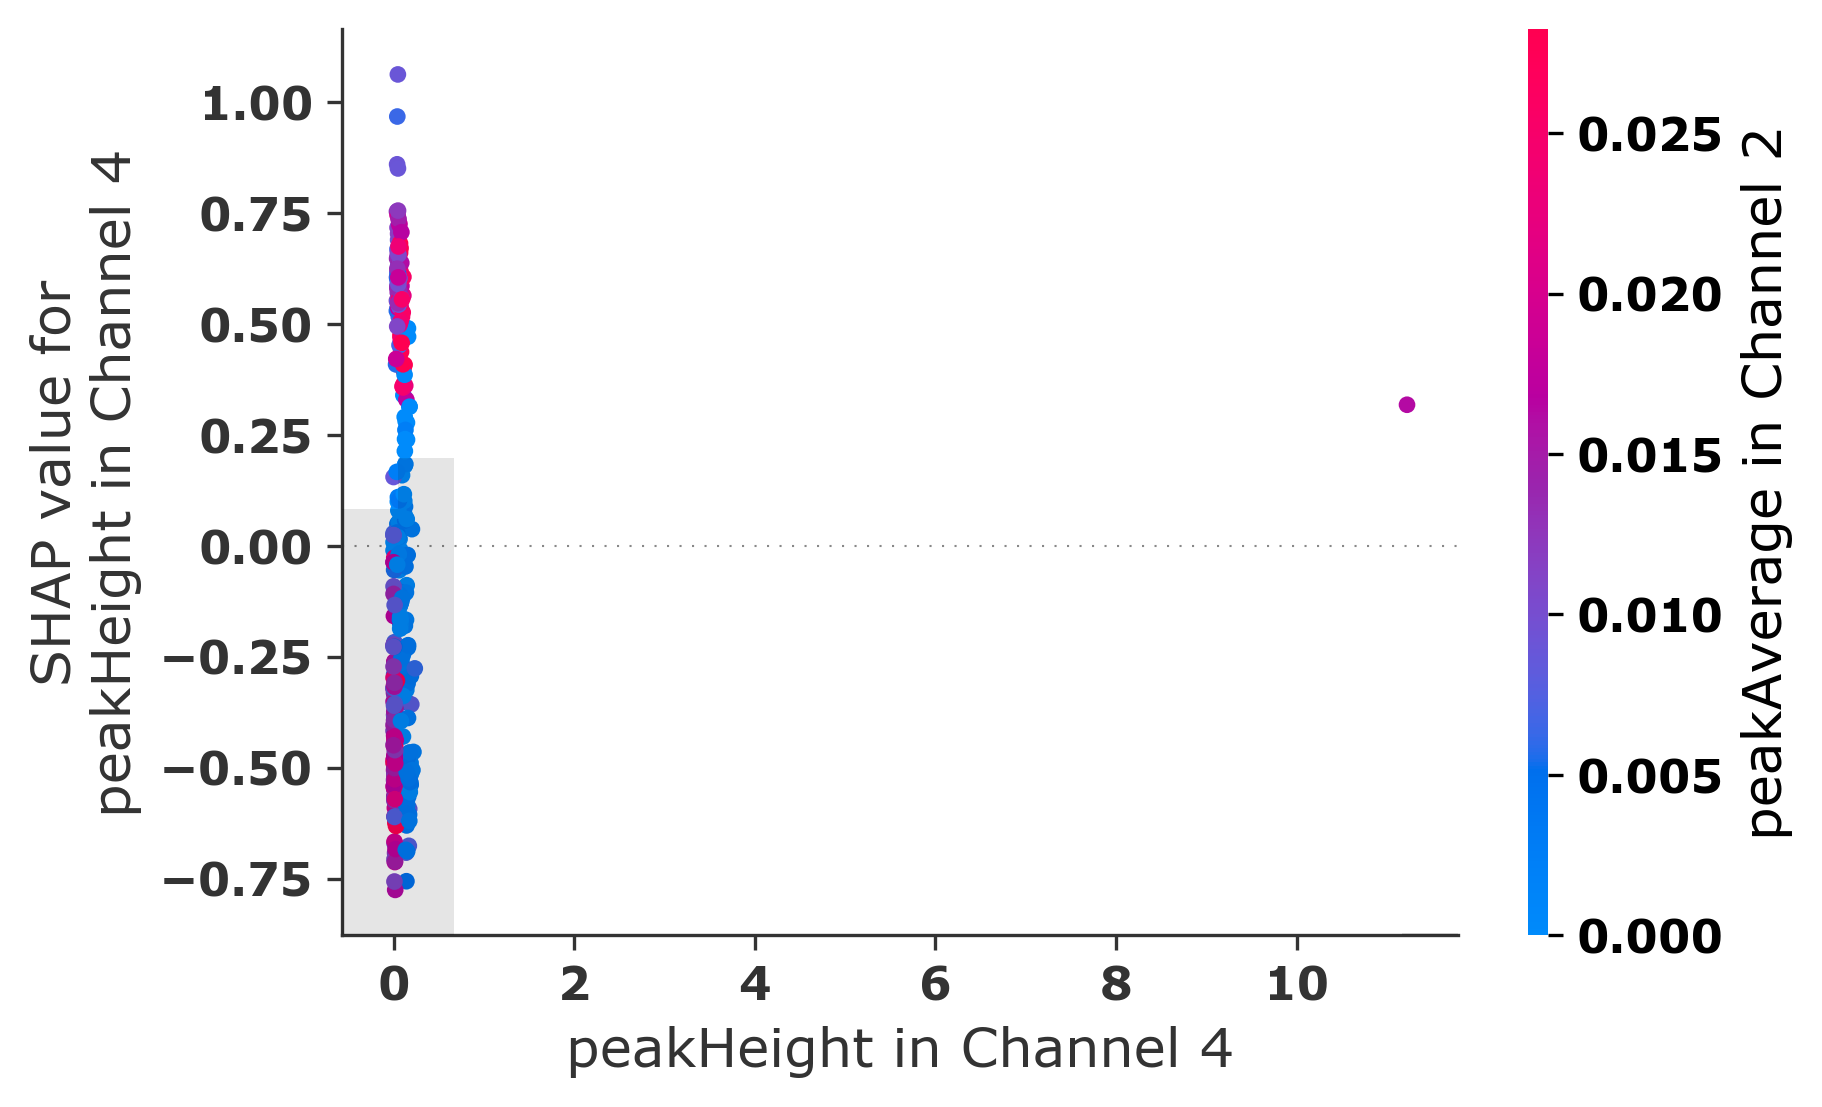 SHAP value for
peakHeight in Channel 4
1.00
0.75
0.50
0.25
0.00
−0.25
−0.50
−0.75
0 2 4 6 8 10
peakHeight in Channel 4
0.025
0.020
0.015
0.010
0.005
0.000
peakAverage in Channel 2